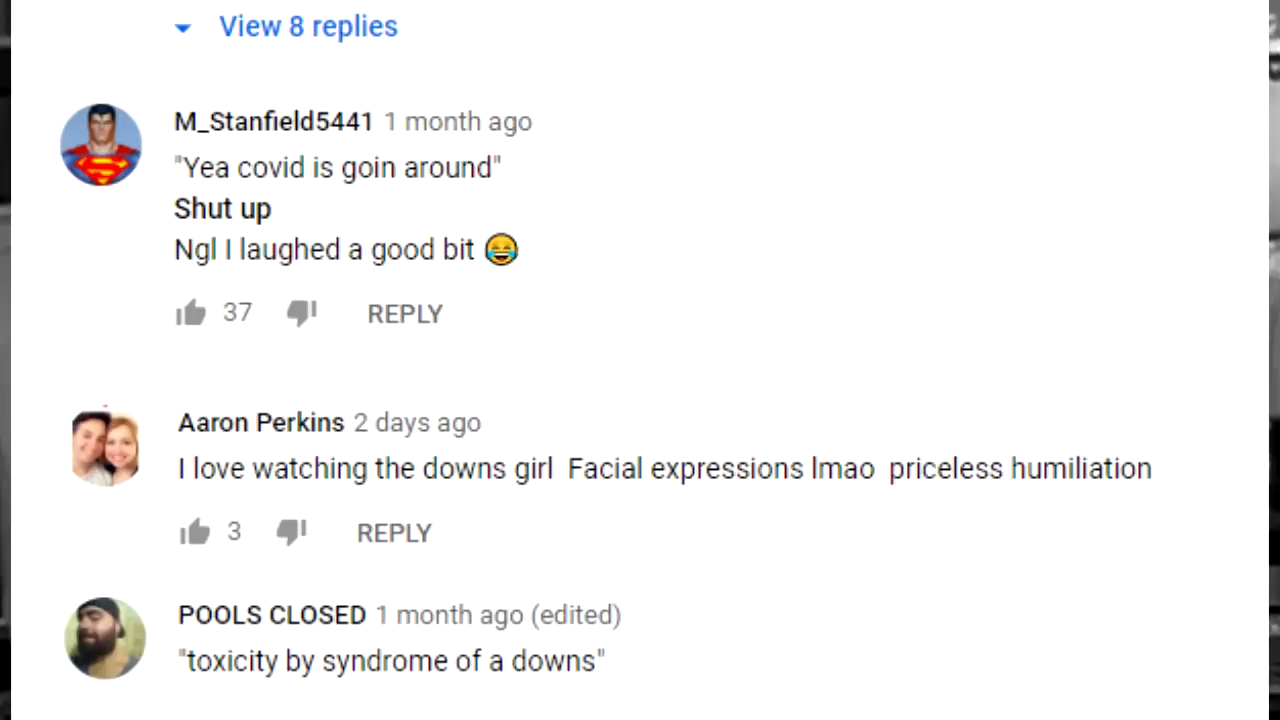 View 8 replies
M_Stanfield5441 1 month ago
"Yea covid is goin around"
Shut up
Ngl I laughed a good bit 😂
37 REPLY
Aaron Perkins 2 days ago
I love watching the downs girl  Facial expressions lmao  priceless humiliation
3 REPLY
POOLS CLOSED 1 month ago (edited)
"toxicity by syndrome of a downs"